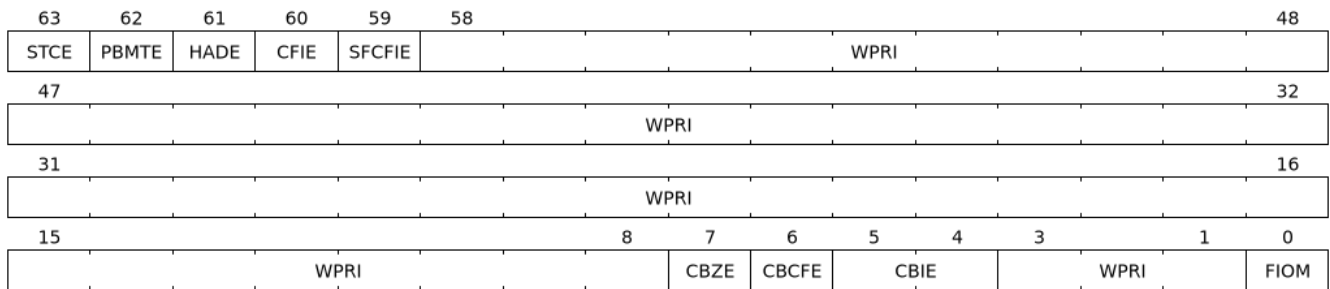 63 62 61 60 59 58 48
STCE PBMTE HADE CFIE SFCFIE WPRI
47 32
WPRI
31 16
WPRI
15 8 7 6 5 4 3 1 0
WPRI CBZE CBCFE CBIE WPRI FIOM